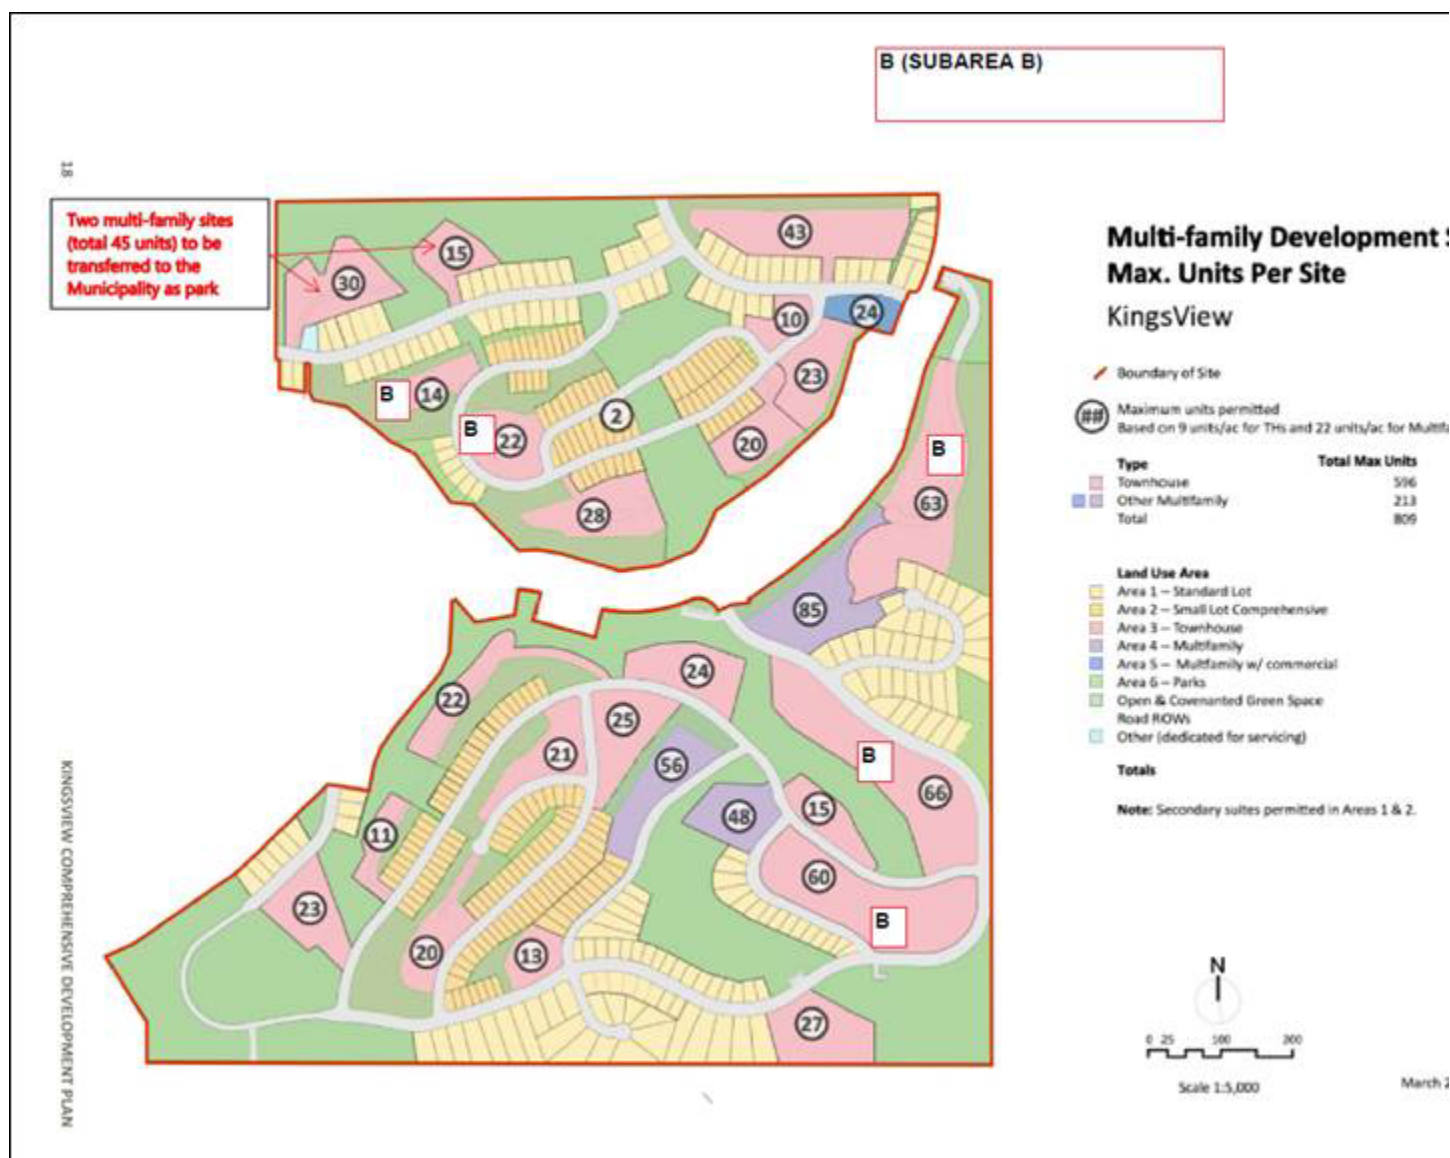 B (SUBAREA B)
18
Two multi-family sites
(total 45 units) to be
transferred to the
Municipality as park
30
15
43
10
24
23
B
14
B
22
2
20
28
B
63
85
22
24
25
21
56
B
66
48
15
11
60
23
B
20
13
27
KINGSVIEW COMPREHENSIVE DEVELOPMENT PLAN
Multi-family Development S
Max. Units Per Site
KingsView
Boundary of Site
## Maximum units permitted
Based on 9 units/ac for THs and 22 units/ac for Multifa
Type Total Max Units
Townhouse 596
Other Multifamily 213
Total 809
Land Use Area
Area 1 – Standard Lot
Area 2 – Small Lot Comprehensive
Area 3 – Townhouse
Area 4 – Multifamily
Area 5 – Multifamily w/ commercial
Area 6 – Parks
Open & Covenanted Green Space
Road ROWs
Other (dedicated for servicing)
Totals
Note: Secondary suites permitted in Areas 1 & 2.
N
0 25 100 200
Scale 1:5,000
March 2